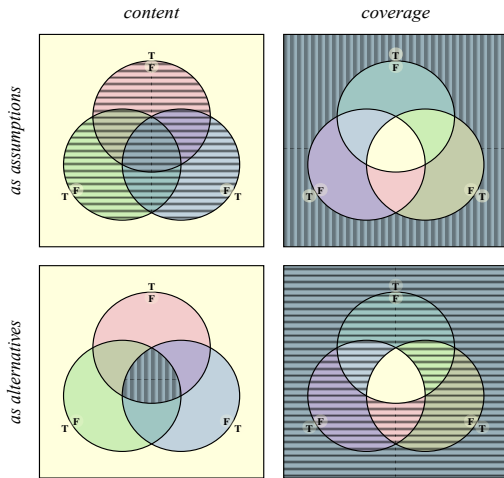 content coverage
as assumptions
T T
F F
F F F F
T T T T
as alternatives
T T
F F
F F F F
T T T T